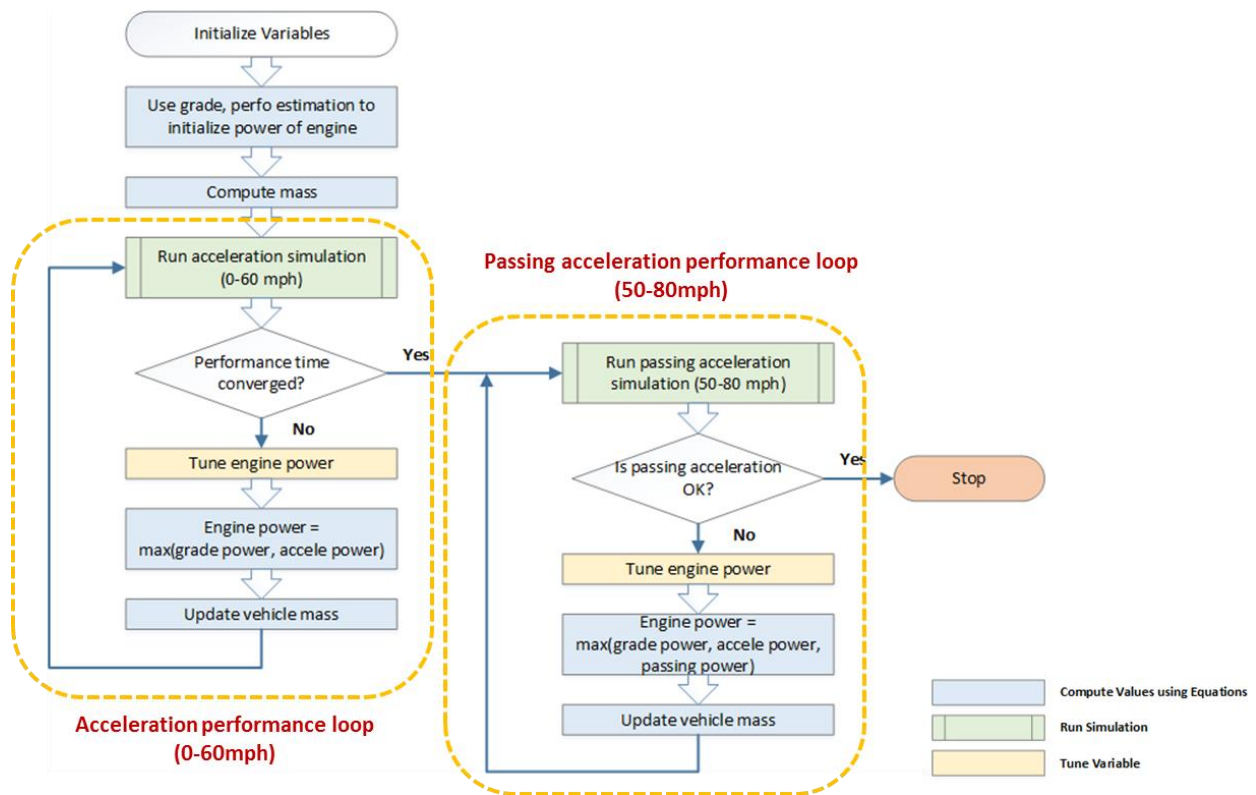 Initialize Variables
Use grade, perfo estimation to
initialize power of engine
Compute mass
Run acceleration simulation
(0-60 mph)
Performance time
converged?
Yes
No
Tune engine power
Engine power =
max(grade power, accele power)
Update vehicle mass
Acceleration performance loop
(0-60mph)
Passing acceleration performance loop
(50-80mph)
Run passing acceleration
simulation (50-80 mph)
Is passing acceleration
OK?
Yes
Stop
No
Tune engine power
Engine power =
max(grade power, accele power,
passing power)
Update vehicle mass
Compute Values using Equations
Run Simulation
Tune Variable